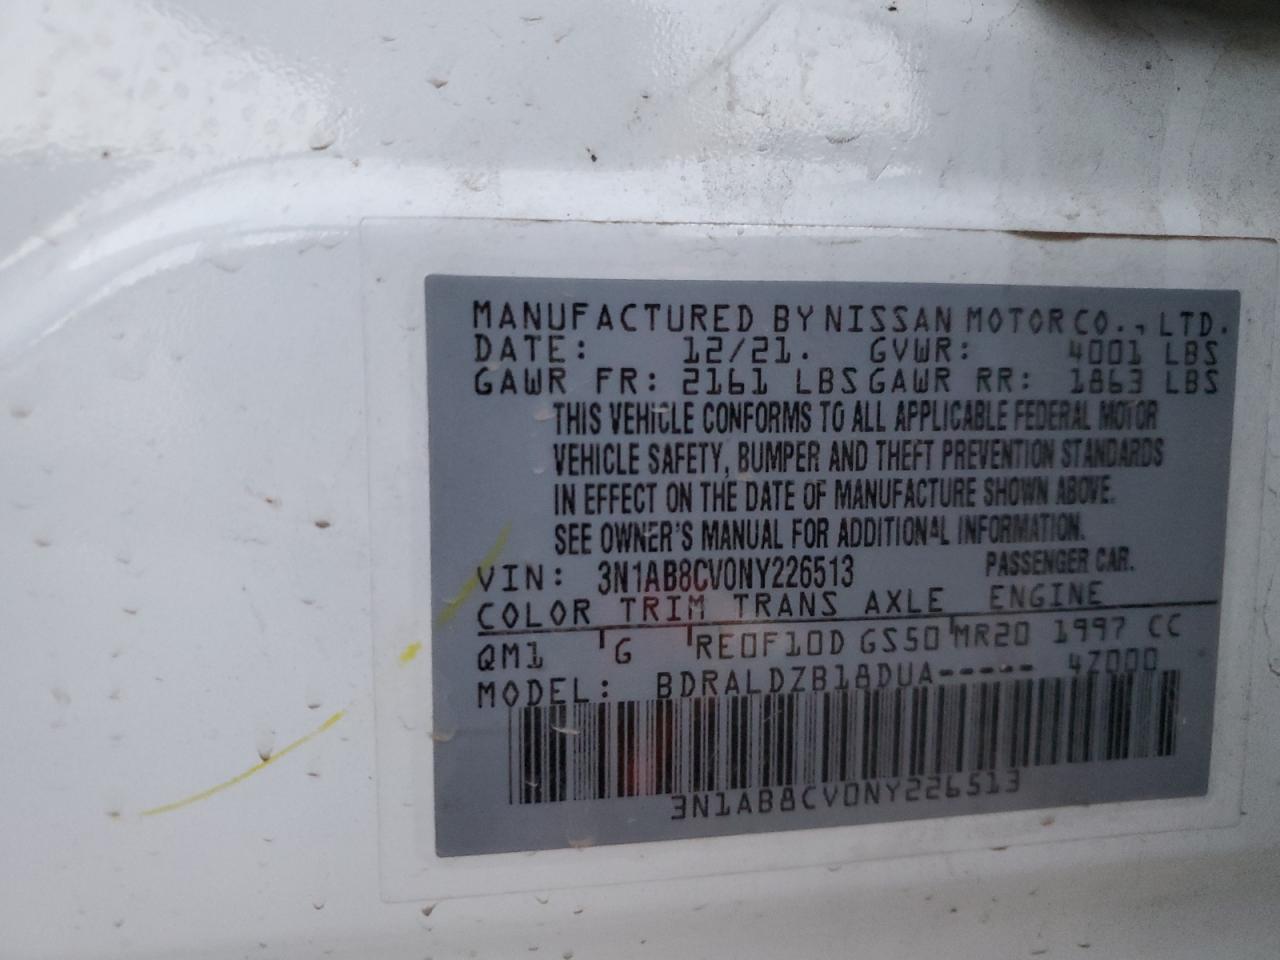 MANUFACTURED BY NISSAN MOTOR CO., LTD.
DATE: 12/21. GVWR: 4001 LBS
GAWR FR: 2161 LBS GAWR RR: 1863 LBS
THIS VEHICLE CONFORMS TO ALL APPLICABLE FEDERAL MOTOR
VEHICLE SAFETY, BUMPER AND THEFT PREVENTION STANDARDS
IN EFFECT ON THE DATE OF MANUFACTURE SHOWN ABOVE.
SEE OWNER'S MANUAL FOR ADDITIONAL INFORMATION.
VIN: 3N1AB8CV0NY226513 PASSENGER CAR.
COLOR TRIM TRANS AXLE ENGINE
QM1 G RE0F10D GS50 MR20 1997 CC
MODEL: BDRALDZB18DUA----- 4Z000
3N1AB8CV0NY226513